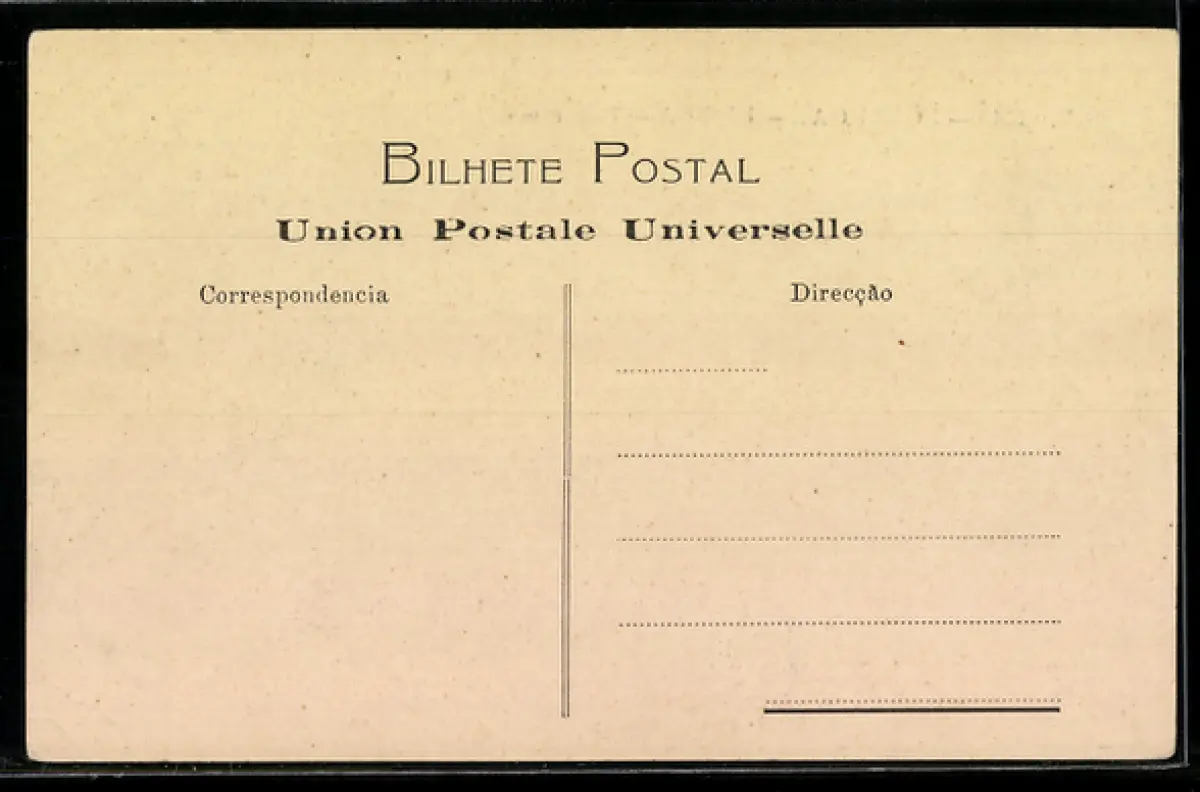 BILHETE POSTAL
Union Postale Universelle
Correspondencia
Direcção